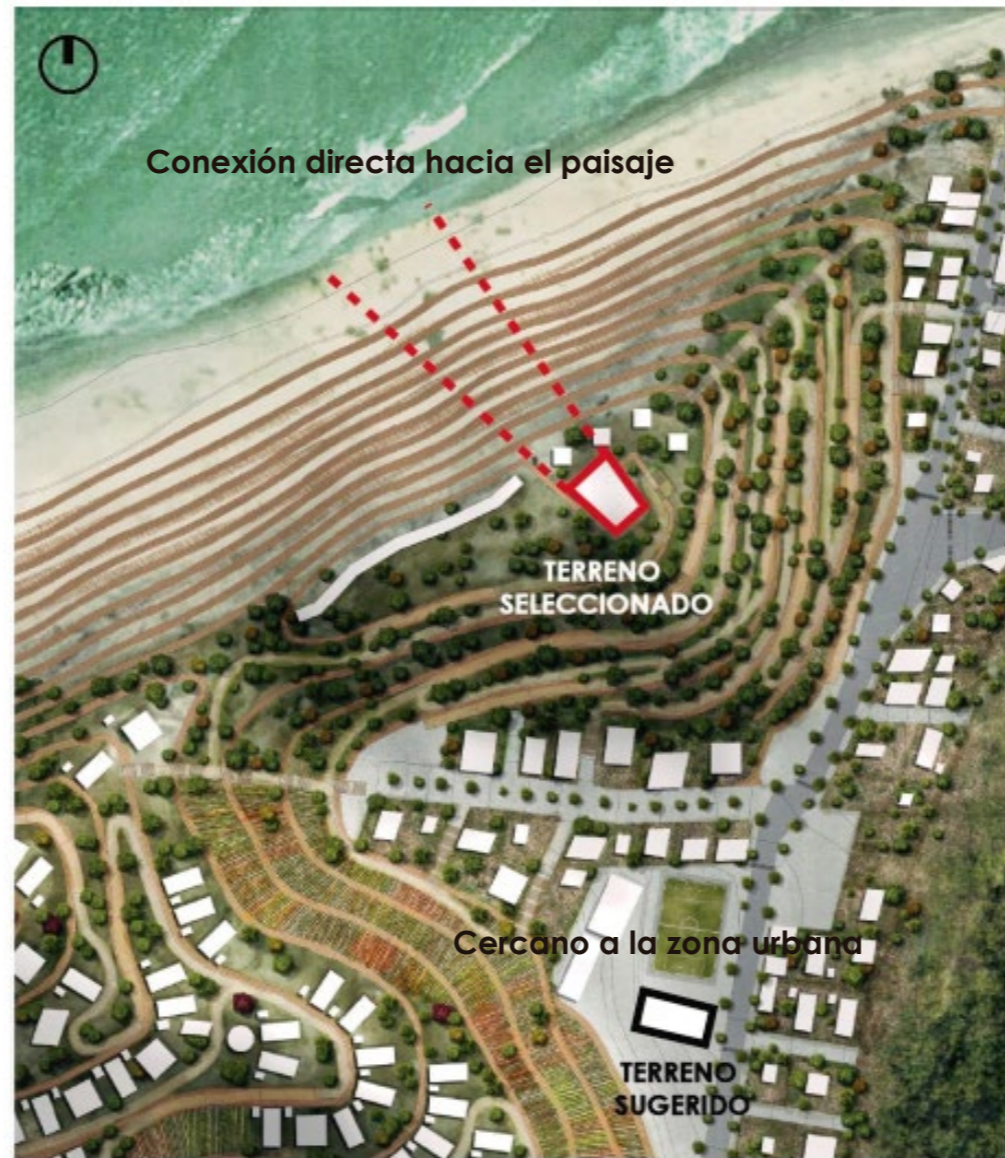 Conexión directa hacia el paisaje
TERRENO
SELECCIONADO
Cercano a la zona urbana
TERRENO
SUGERIDO